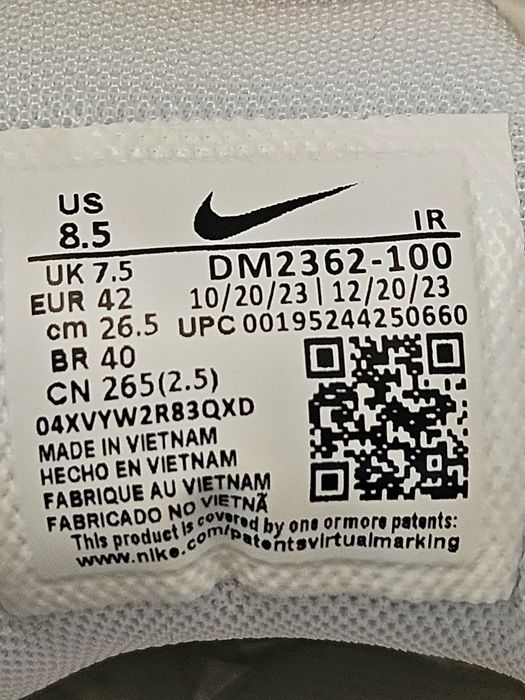 US
8.5
IR
UK 7.5
DM2362-100
EUR 42
10/20/23 | 12/20/23
cm 26.5
UPC 00195244250660
BR 40
CN 265(2.5)
04XVYW2R83QXD
MADE IN VIETNAM
HECHO EN VIETNAM
FABRIQUE AU VIETNAM
FABRICADO NO VIETNÃ
This product is covered by one or more patents:
www.nike.com/patentsvirtualmarking